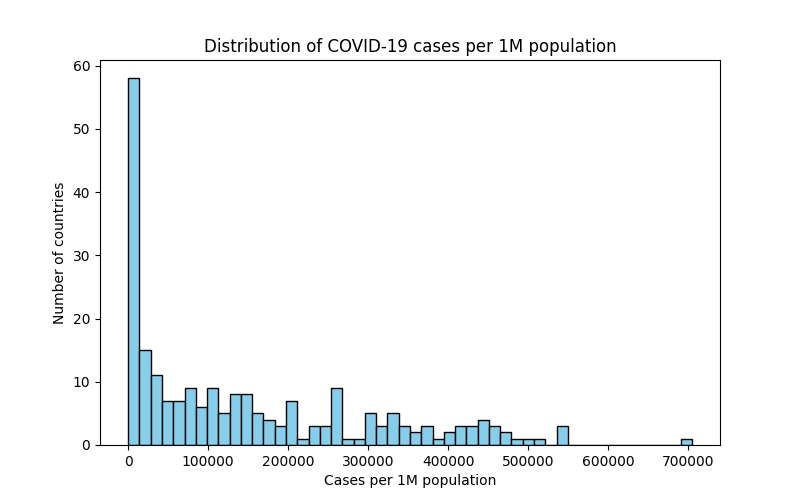 Distribution of COVID-19 cases per 1M population
60
50
40
30
20
10
0
Number of countries
0 100000 200000 300000 400000 500000 600000 700000
Cases per 1M population